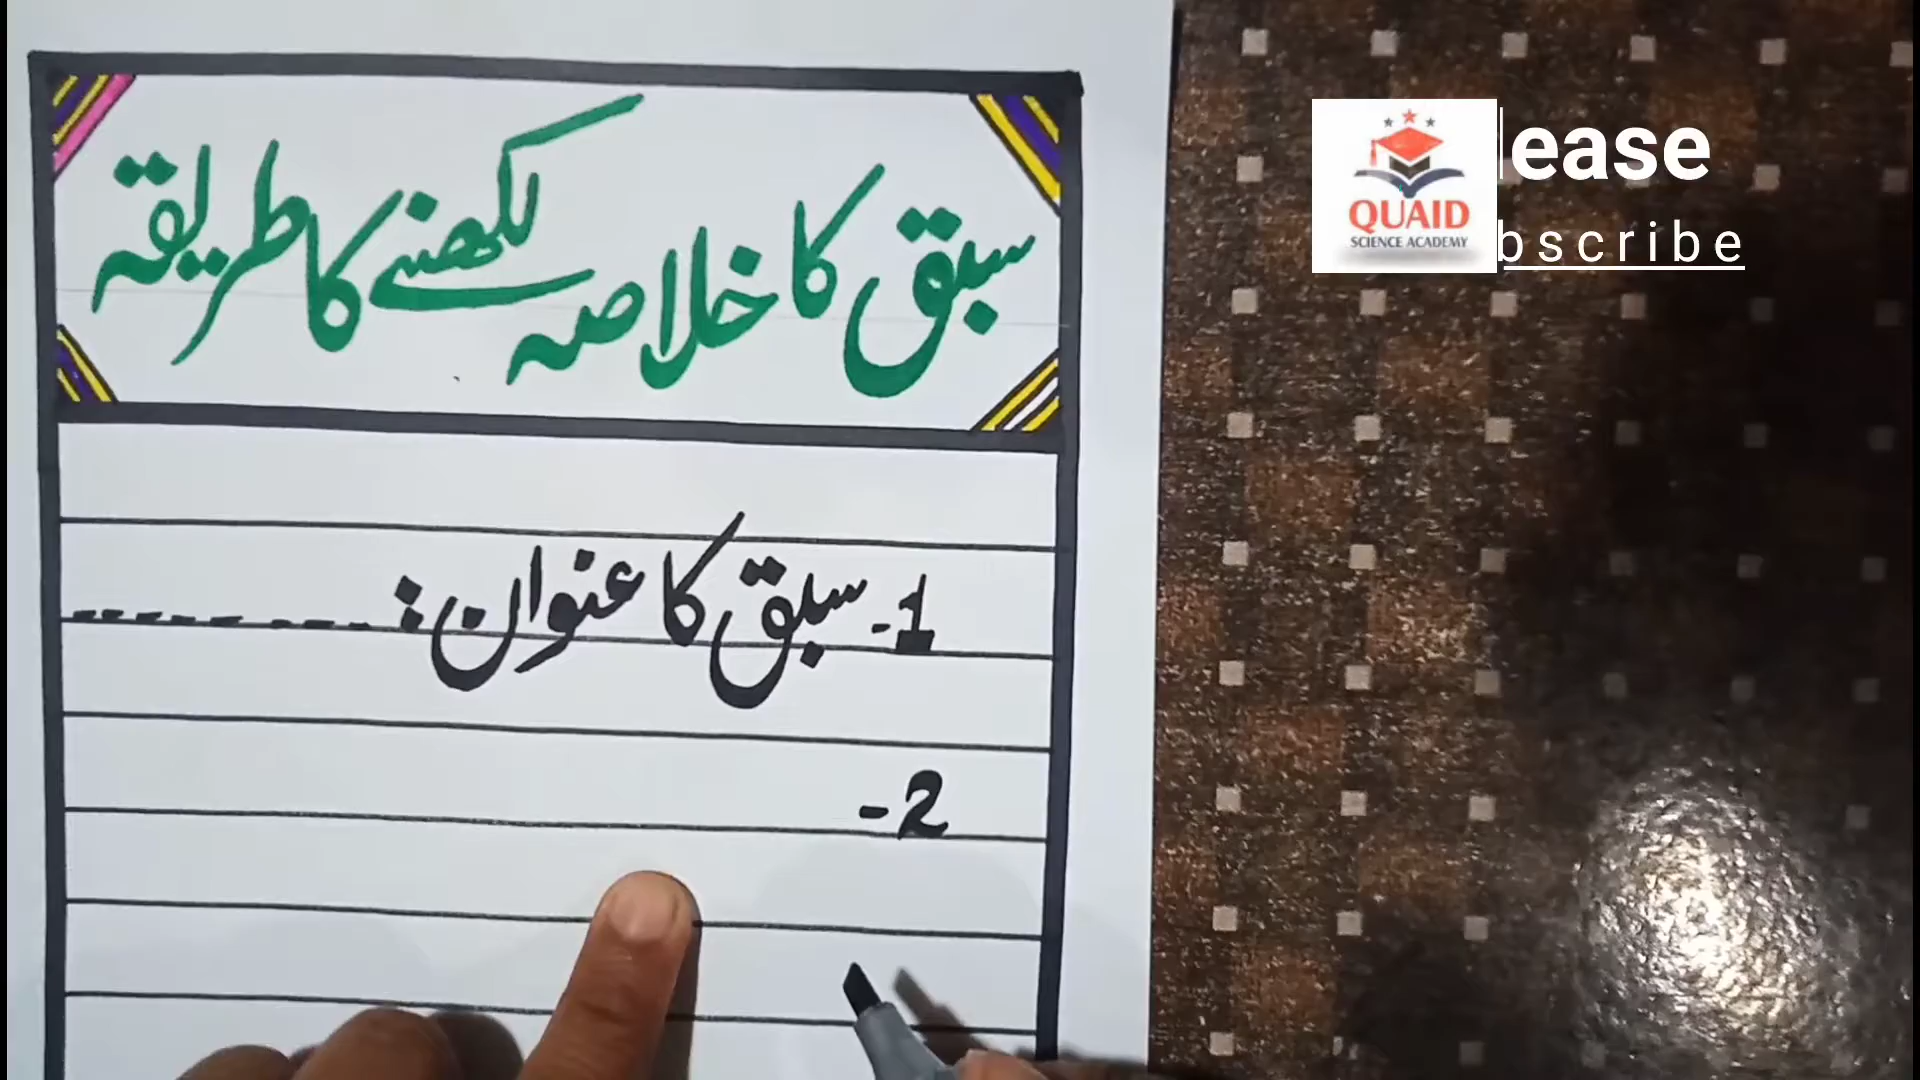 سبق کا خلاصہ لکھنے کا طریقہ
1- سبق کا عنوان:
2-
lease
bscribe
QUAID
SCIENCE ACADEMY